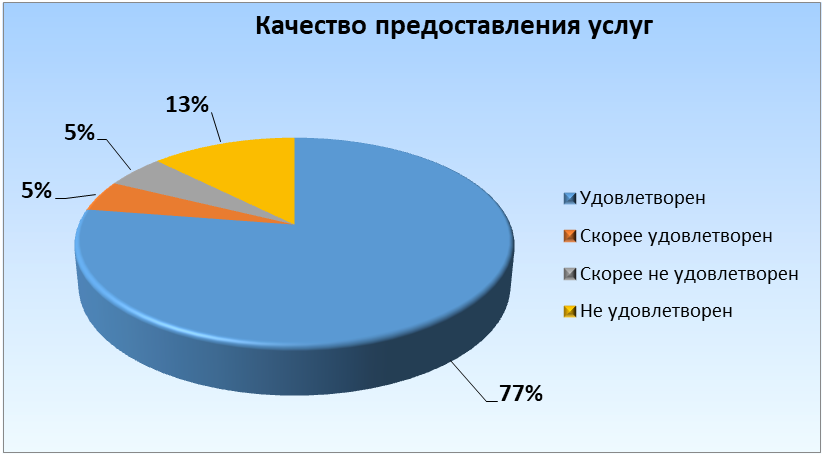 Качество предоставления услуг
13%
5%
5%
77%
Удовлетворен
Скорее удовлетворен
Скорее не удовлетворен
Не удовлетворен